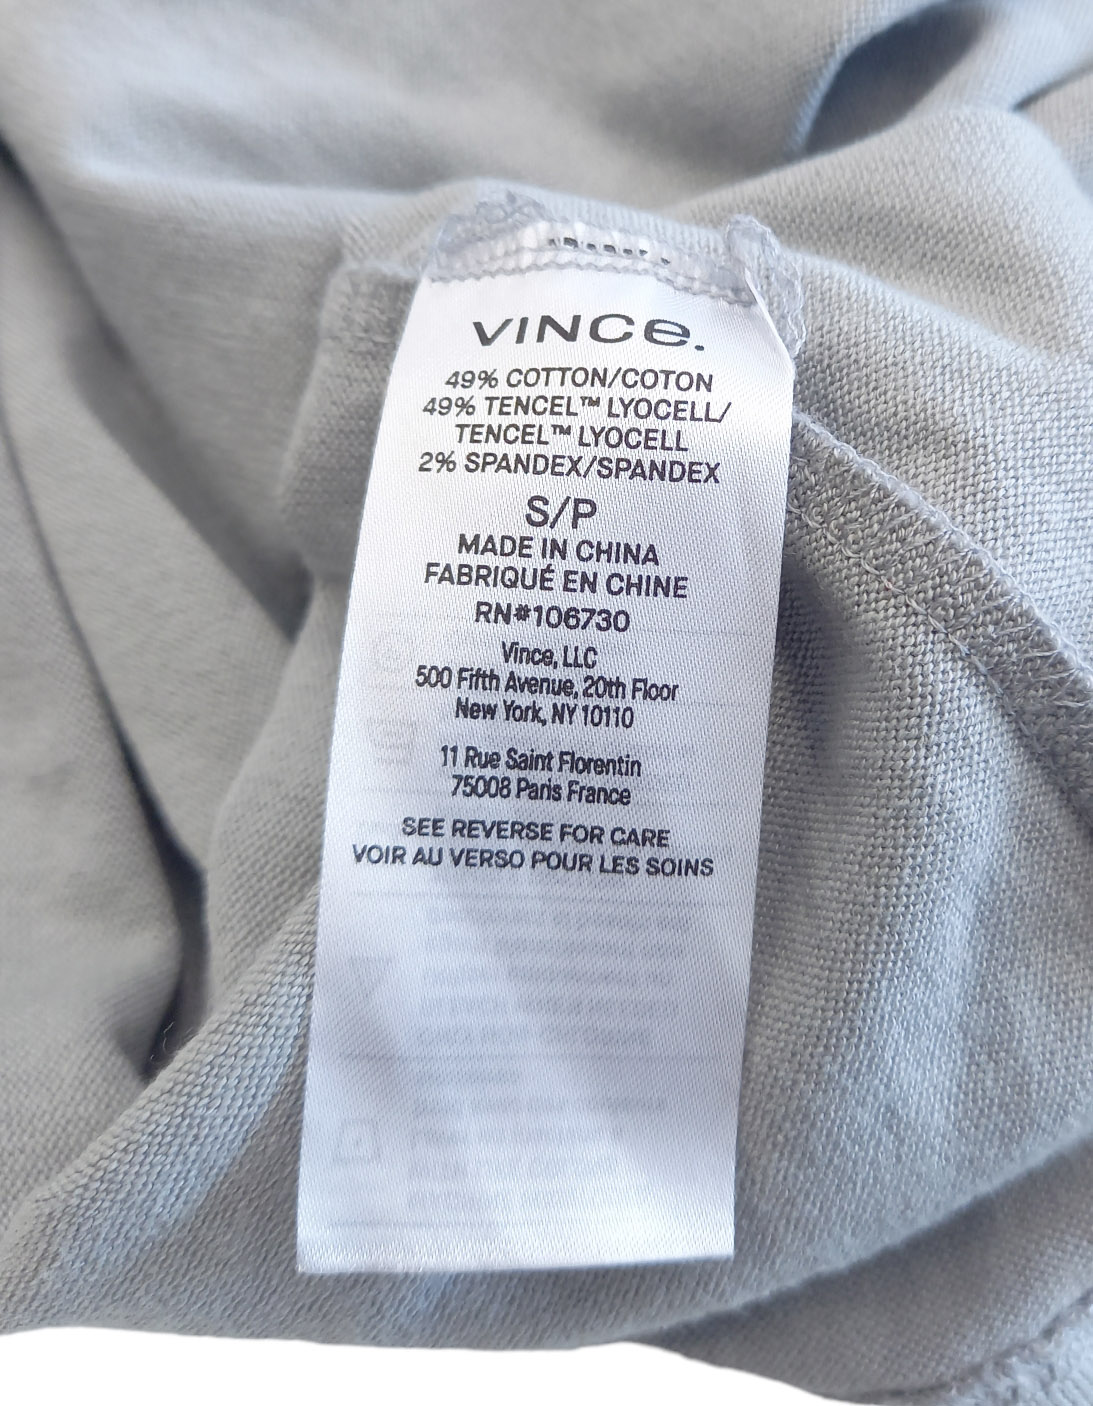 VINCe.
49% COTTON/COTON
49% TENCEL™ LYOCELL/
TENCEL™ LYOCELL
2% SPANDEX/SPANDEX
S/P
MADE IN CHINA
FABRIQUÉ EN CHINE
RN#106730
Vince, LLC
500 Fifth Avenue, 20th Floor
New York, NY 10110
11 Rue Saint Florentin
75008 Paris France
SEE REVERSE FOR CARE
VOIR AU VERSO POUR LES SOINS